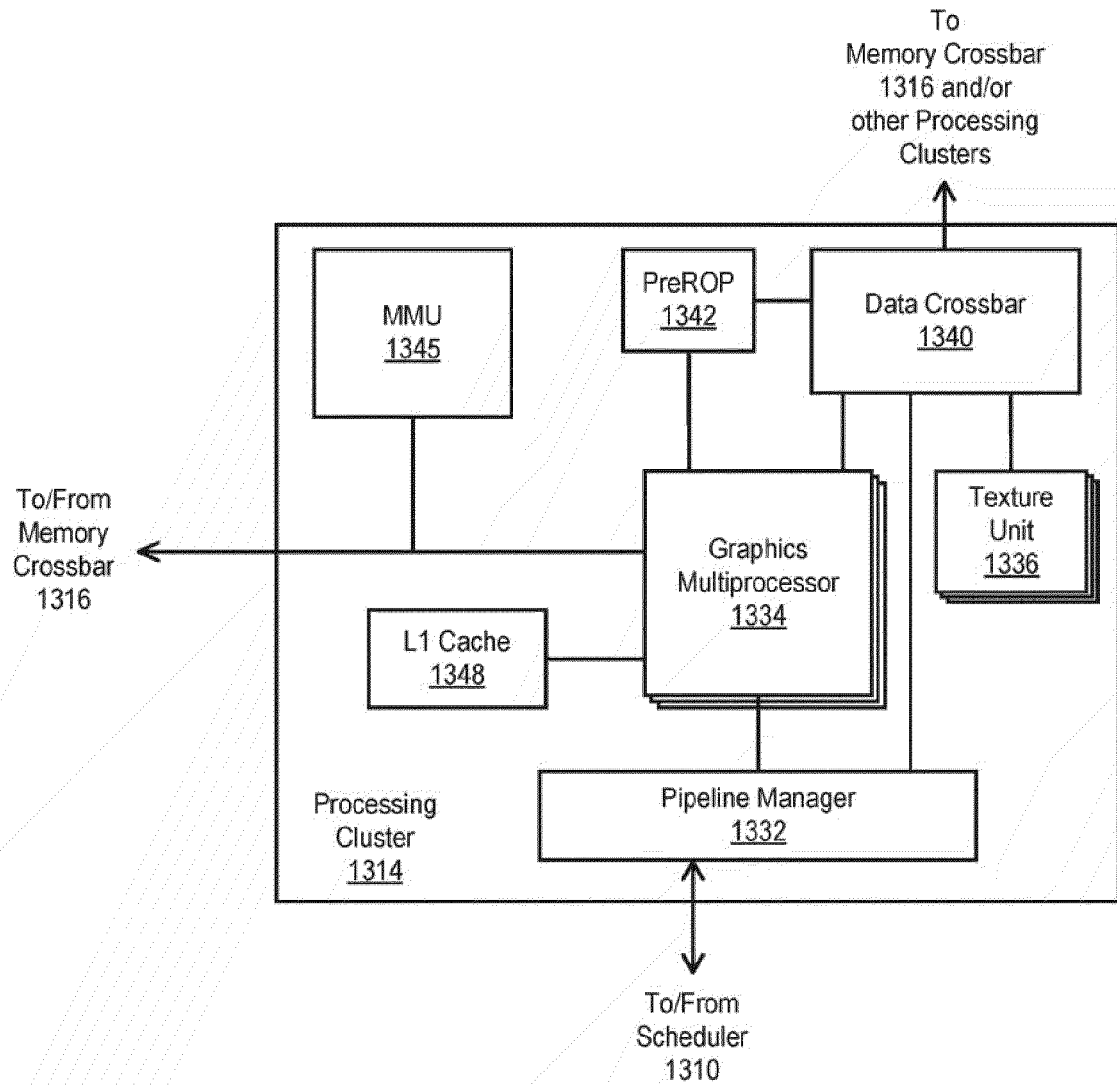 To
Memory Crossbar
1316 and/or
other Processing
Clusters
MMU
1345
PreROP
1342
Data Crossbar
1340
To/From
Memory
Crossbar
1316
Graphics
Multiprocessor
1334
Texture
Unit
1336
L1 Cache
1348
Processing
Cluster
1314
Pipeline Manager
1332
To/From
Scheduler
1310